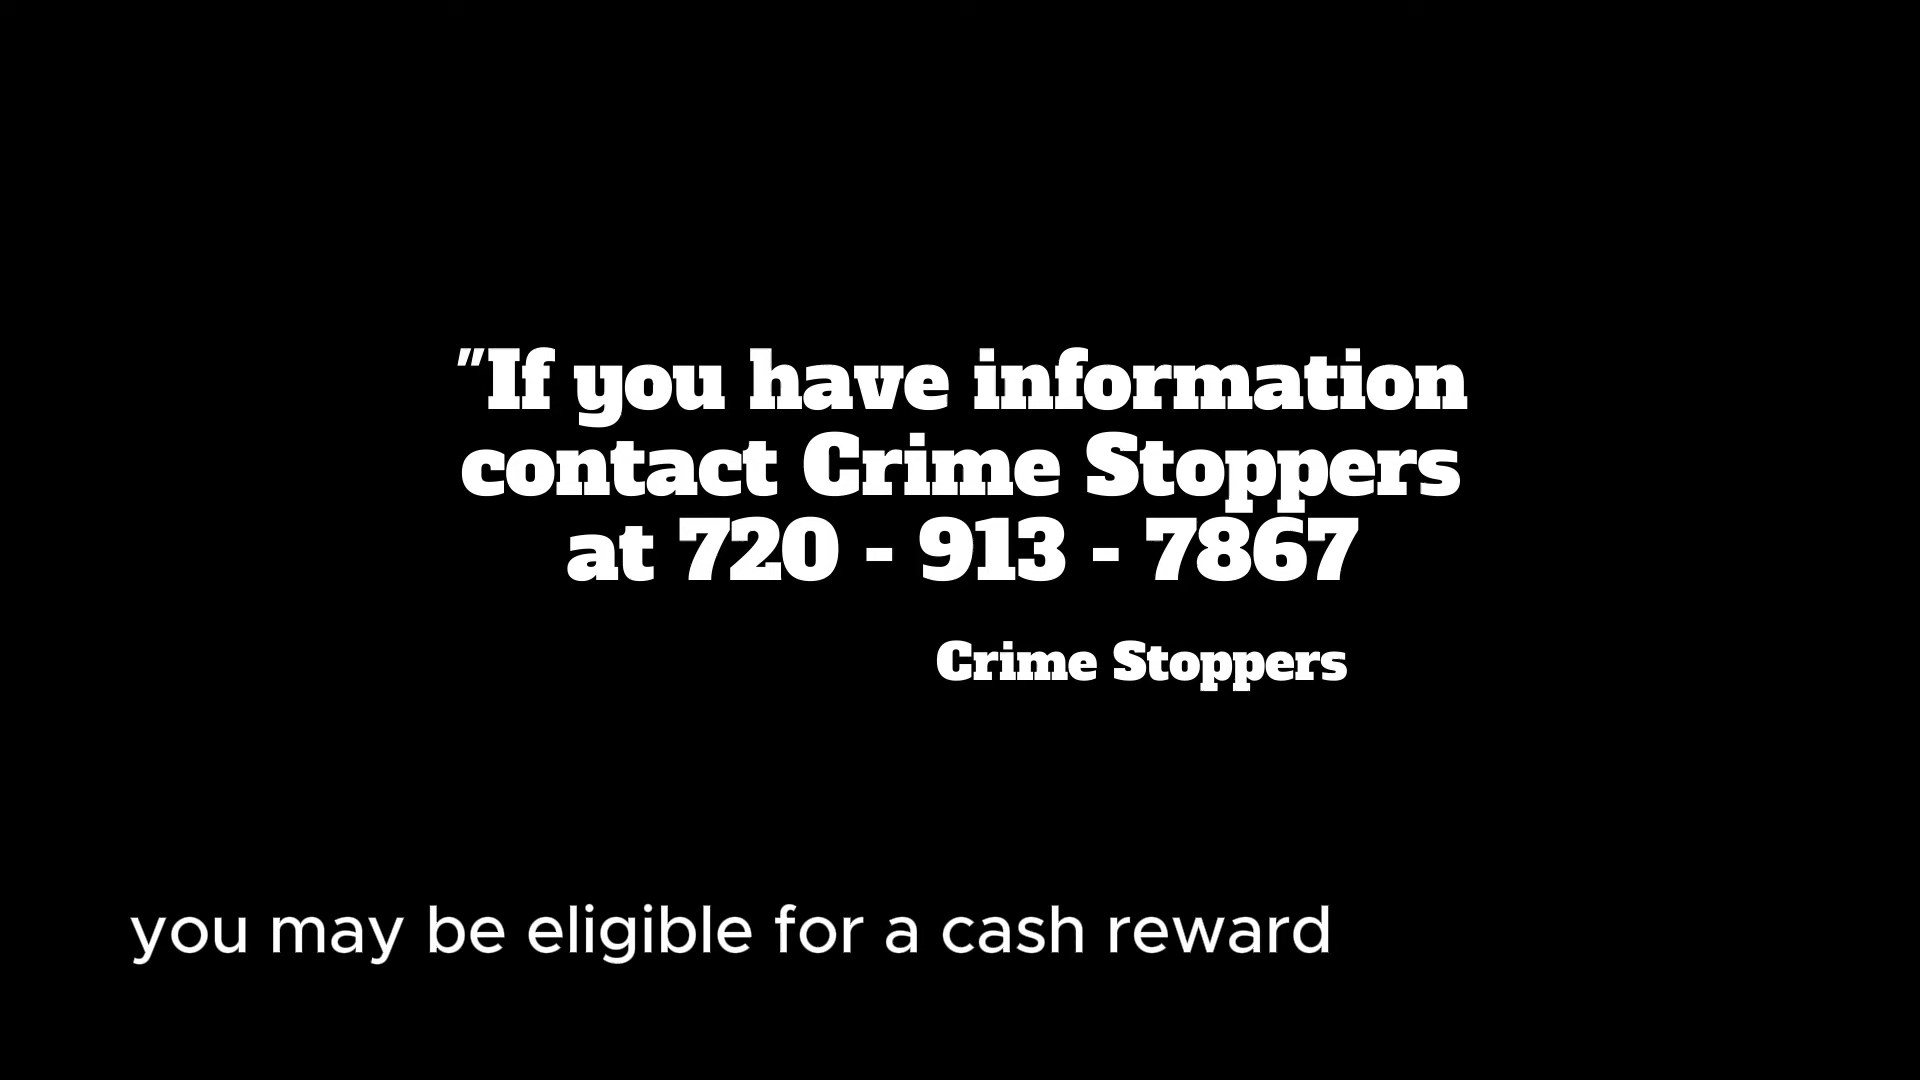 "If you have information
contact Crime Stoppers
at 720 - 913 - 7867
Crime Stoppers
you may be eligible for a cash reward